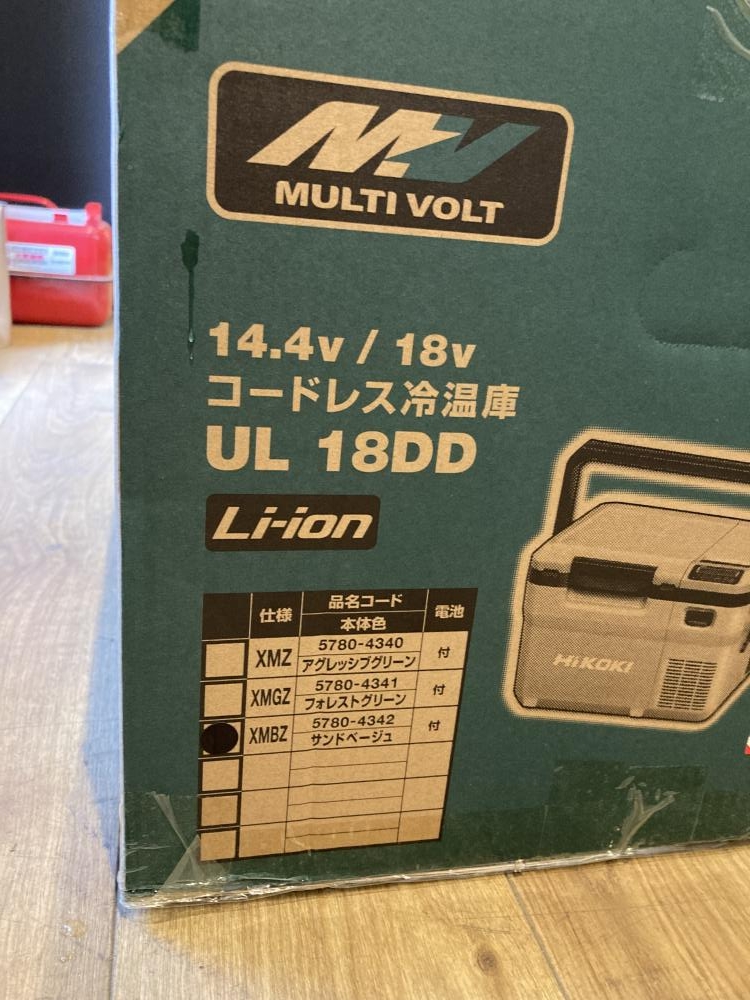 MV
MULTI VOLT
14.4v / 18v
コードレス冷温庫
UL 18DD
Li-ion
仕様 品名コード 電池
本体色
XMZ 5780-4340 付
アグレッシブグリーン
XMGZ 5780-4341 付
フォレストグリーン
XMBZ 5780-4342 付
サンドベージュ
HiKOKI